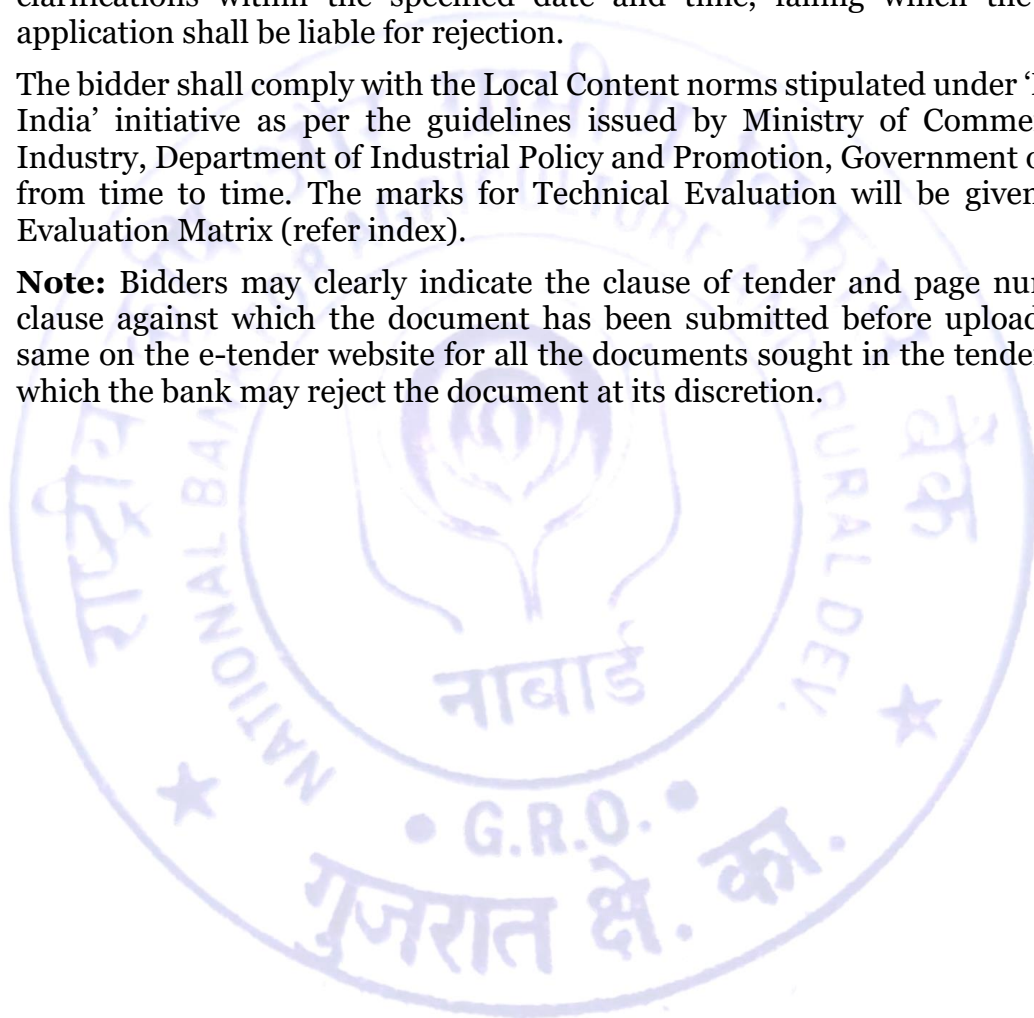 clarifications within the specified date and time, failing which the
application shall be liable for rejection.
The bidder shall comply with the Local Content norms stipulated under ‘
India’ initiative as per the guidelines issued by Ministry of Comme
Industry, Department of Industrial Policy and Promotion, Government o
from time to time. The marks for Technical Evaluation will be given
Evaluation Matrix (refer index).
Note: Bidders may clearly indicate the clause of tender and page nu
clause against which the document has been submitted before upload
same on the e-tender website for all the documents sought in the tende
which the bank may reject the document at its discretion.
राष्ट्रीय कृषि और ग्रामीण विकास बैंक
NATIONAL BANK FOR AGRICULTURE AND RURAL DEV.
नाबार्ड
• G.R.O. •
गुजरात क्षे. का.